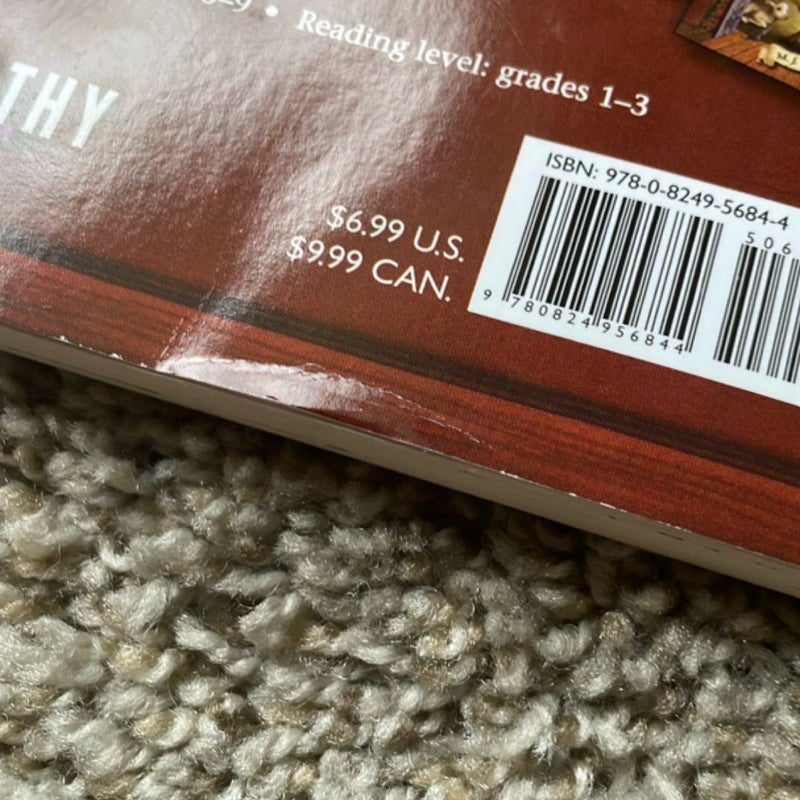 –9 • Reading level: grades 1–3
THY
M.J.
ISBN: 978-0-8249-5684-4
506
$6.99 U.S.
$9.99 CAN.
9 780824 956844